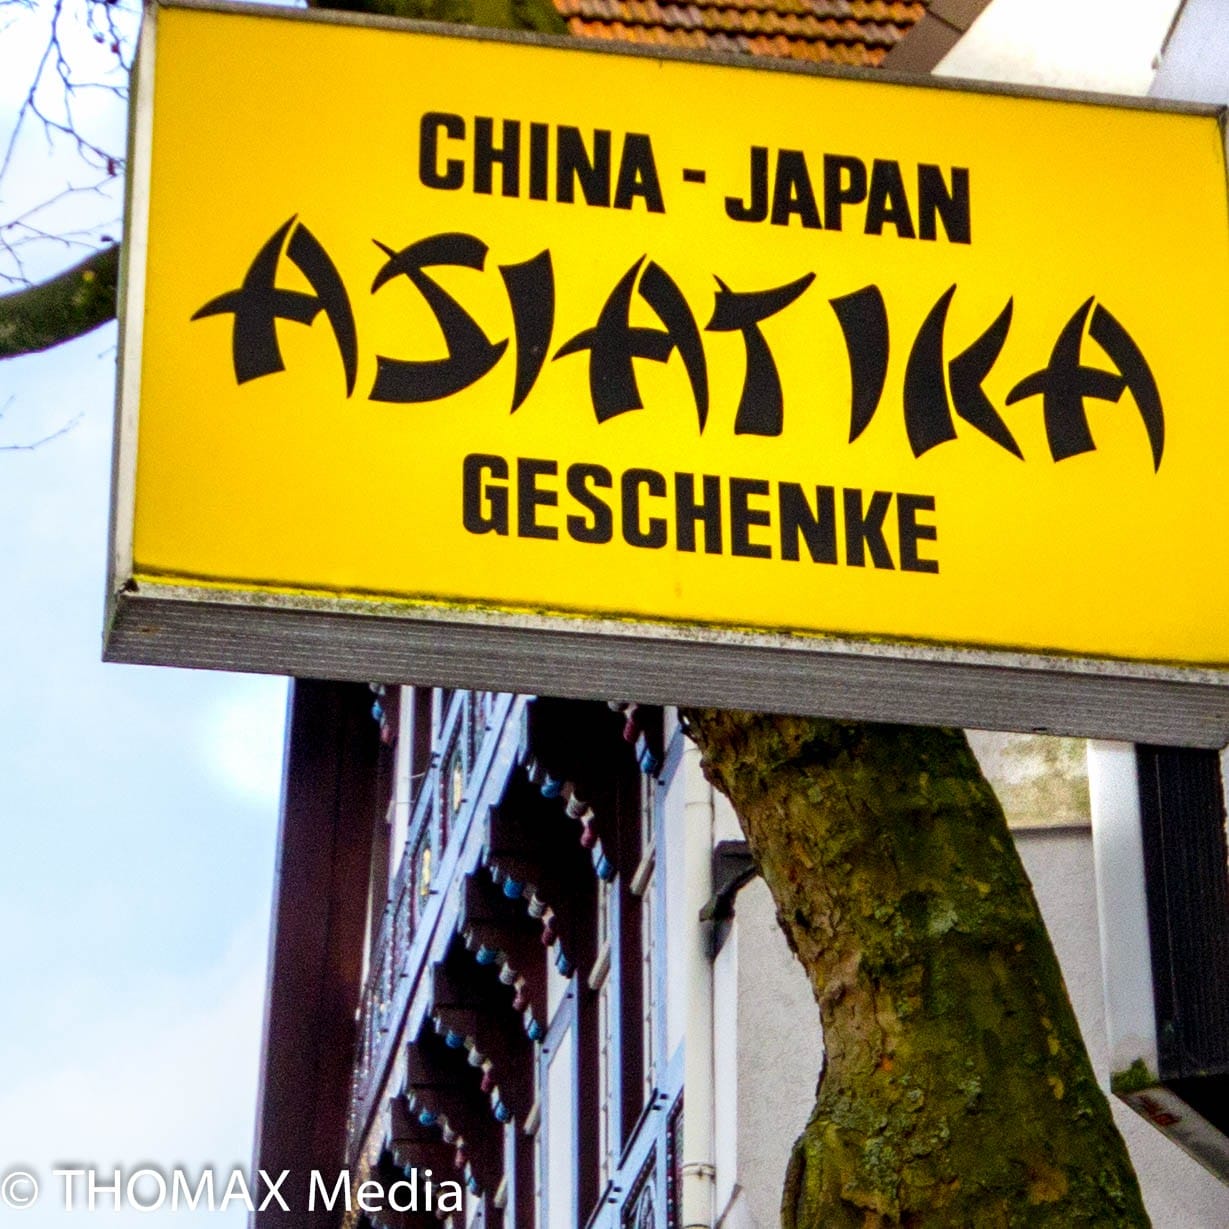 CHINA - JAPAN
ASIATIKA
GESCHENKE
© THOMAX Media